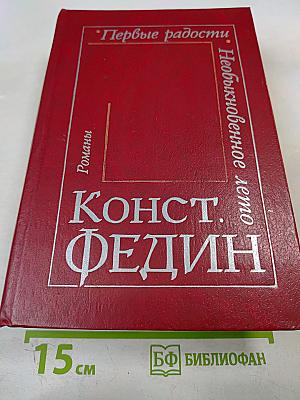 Первые радости
Необыкновенное лето
Романы
КОНСТ.
ФЕДИН
15 см
БФ БИБЛИОФАН